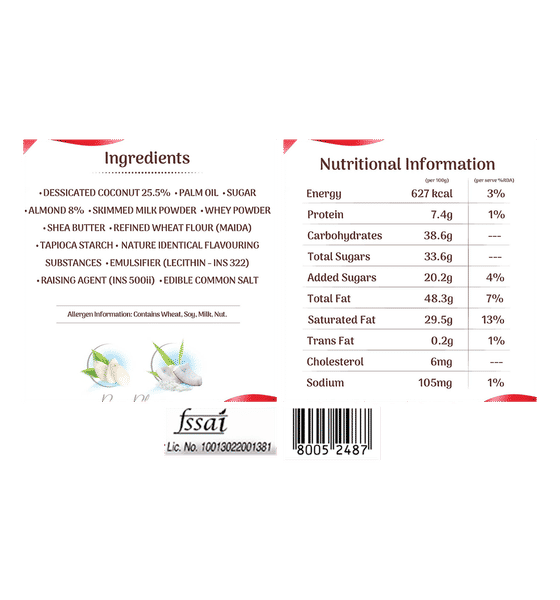 Ingredients
• DESSICATED COCONUT 25.5% • PALM OIL • SUGAR
• ALMOND 8% • SKIMMED MILK POWDER • WHEY POWDER
• SHEA BUTTER • REFINED WHEAT FLOUR (MAIDA)
• TAPIOCA STARCH • NATURE IDENTICAL FLAVOURING
SUBSTANCES • EMULSIFIER (LECITHIN - INS 322)
• RAISING AGENT (INS 500ii) • EDIBLE COMMON SALT
Allergen Information: Contains Wheat, Soy, Milk, Nut.
Nutritional Information
(per 100g) (per serve %RDA)
Energy 627 kcal 3%
Protein 7.4g 1%
Carbohydrates 38.6g ---
Total Sugars 33.6g ---
Added Sugars 20.2g 4%
Total Fat 48.3g 7%
Saturated Fat 29.5g 13%
Trans Fat 0.2g 1%
Cholesterol 6mg ---
Sodium 105mg 1%
fssai
Lic. No. 10013022001381
8005 2487